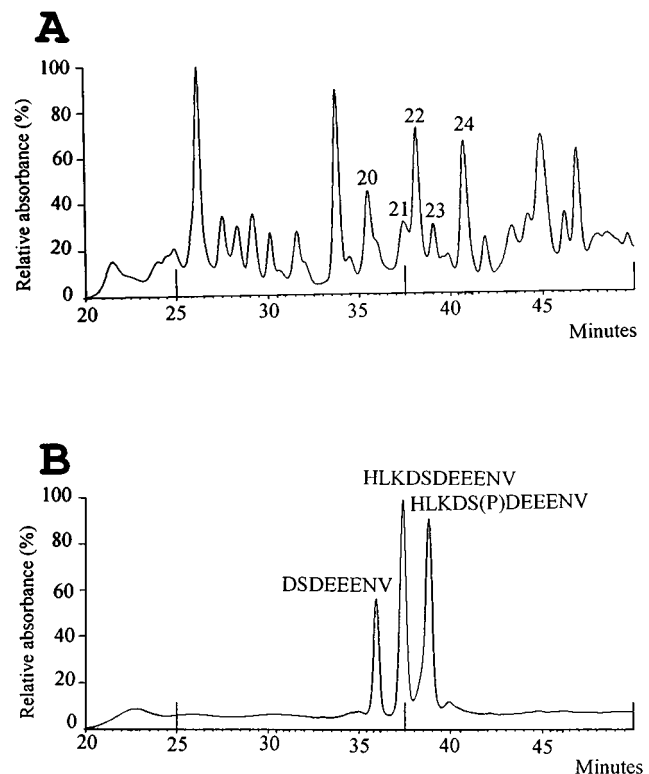 A
Relative absorbance (%)
100
80
60
40
20
0
20
21
22
23
24
20 25 30 35 40 45
Minutes
B
Relative absorbance (%)
100
80
60
40
20
0
HLKDSDEEENV
HLKDS(P)DEEENV
DSDEEENV
20 25 30 35 40 45
Minutes